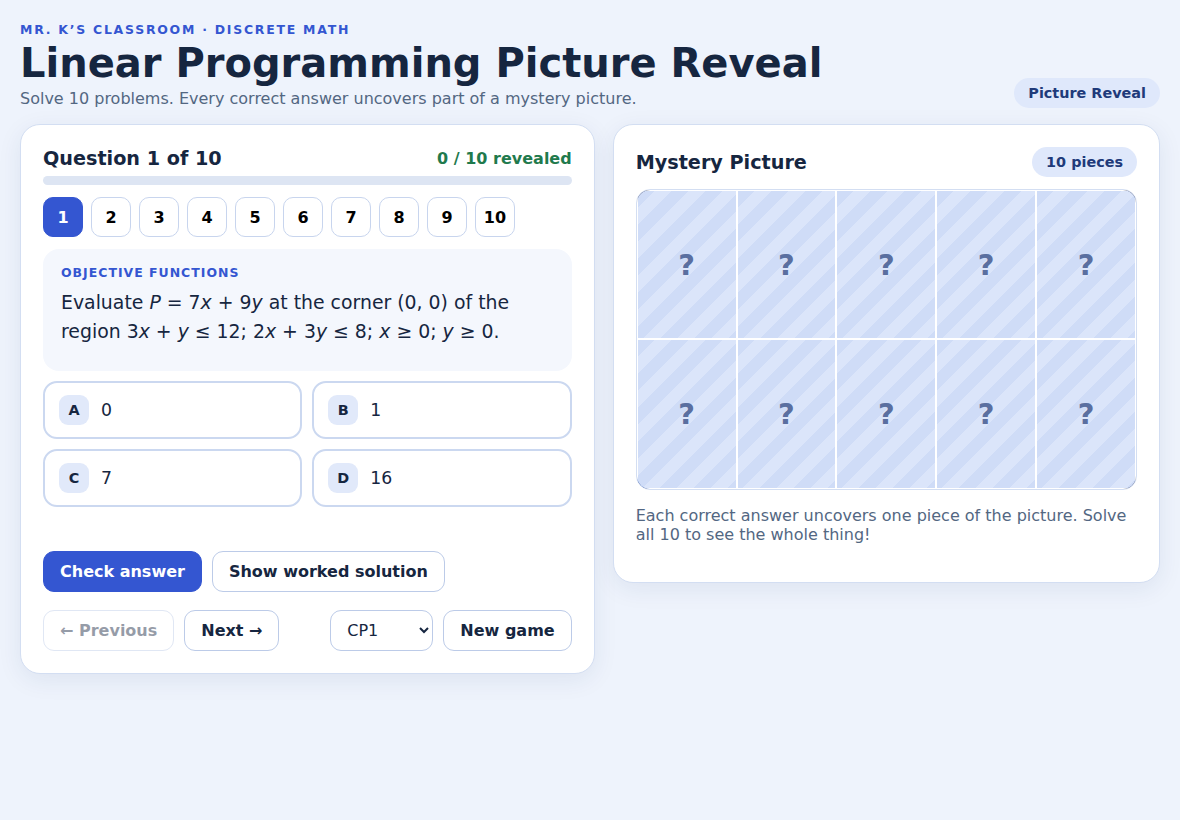 MR. K’S CLASSROOM · DISCRETE MATH
Linear Programming Picture Reveal
Solve 10 problems. Every correct answer uncovers part of a mystery picture.
Picture Reveal
Question 1 of 10
0 / 10 revealed
1 2 3 4 5 6 7 8 9 10
OBJECTIVE FUNCTIONS
Evaluate P = 7x + 9y at the corner (0, 0) of the
region 3x + y ≤ 12; 2x + 3y ≤ 8; x ≥ 0; y ≥ 0.
A 0
B 1
C 7
D 16
Check answer
Show worked solution
← Previous
Next →
CP1
New game
Mystery Picture
10 pieces
? ? ? ? ?
? ? ? ? ?
Each correct answer uncovers one piece of the picture. Solve
all 10 to see the whole thing!